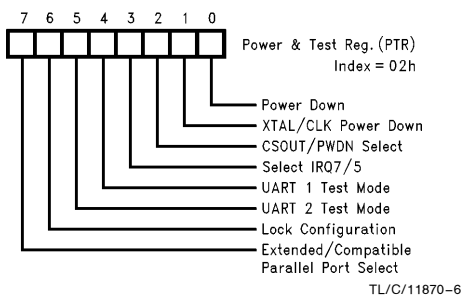 7 6 5 4 3 2 1 0
Power & Test Reg. (PTR)
Index = 02h
Power Down
XTAL/CLK Power Down
CSOUT/PWDN Select
Select IRQ7/5
UART 1 Test Mode
UART 2 Test Mode
Lock Configuration
Extended/Compatible
Parallel Port Select
TL/C/11870–6